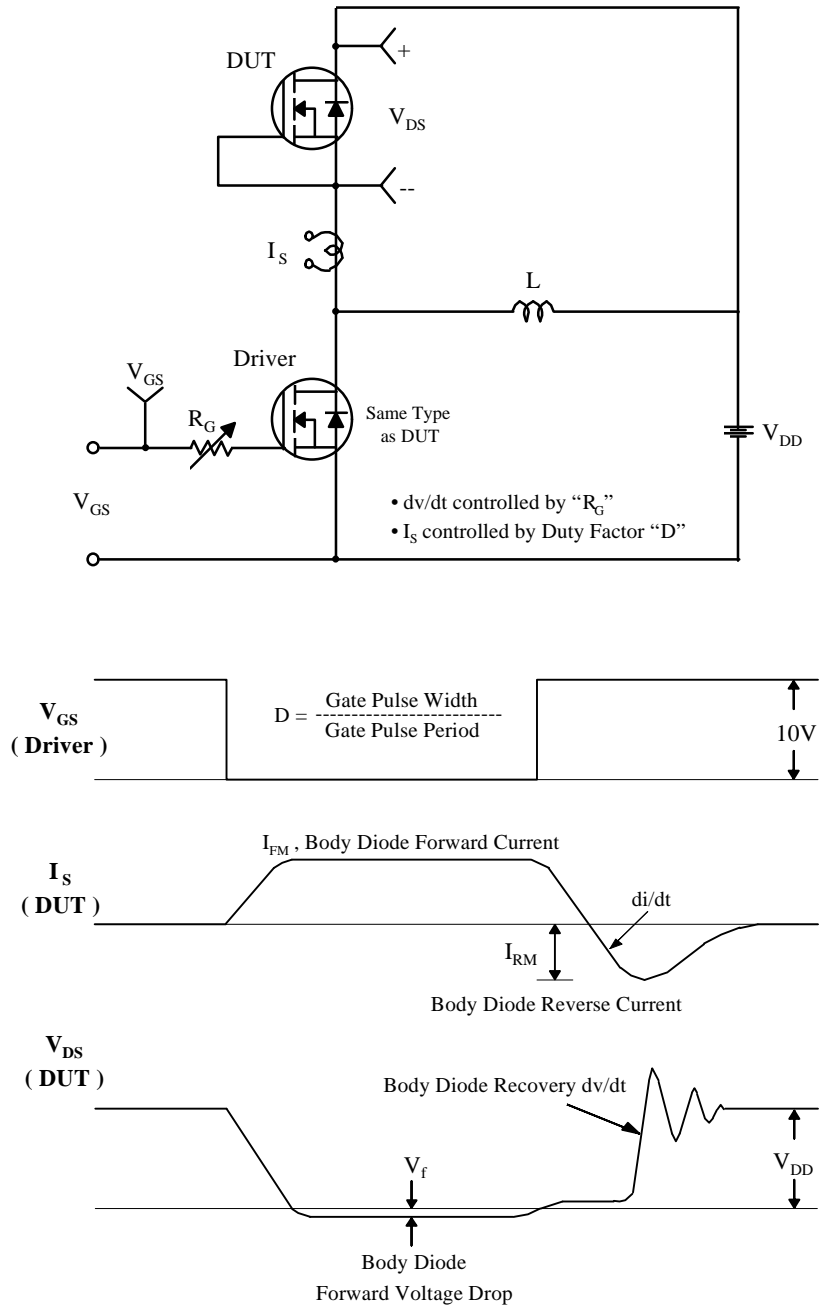 DUT
+
V_DS
--
I_S
L
Driver
V_GS
R_G
Same Type
as DUT
V_DD
V_GS
• dv/dt controlled by “R_G”
• I_S controlled by Duty Factor “D”
V_GS
( Driver )
D = Gate Pulse Width
--------------------------
Gate Pulse Period
10V
I_FM , Body Diode Forward Current
I_S
( DUT )
di/dt
I_RM
Body Diode Reverse Current
V_DS
( DUT )
Body Diode Recovery dv/dt
V_f
V_DD
Body Diode
Forward Voltage Drop